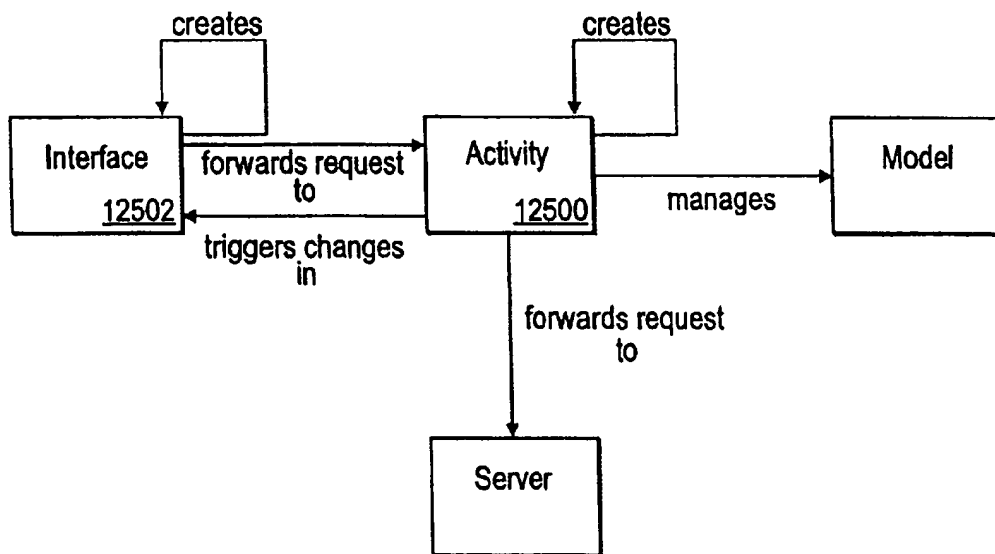 creates
creates
Interface
12502
forwards request
to
triggers changes
in
Activity
12500
manages
Model
forwards request
to
Server